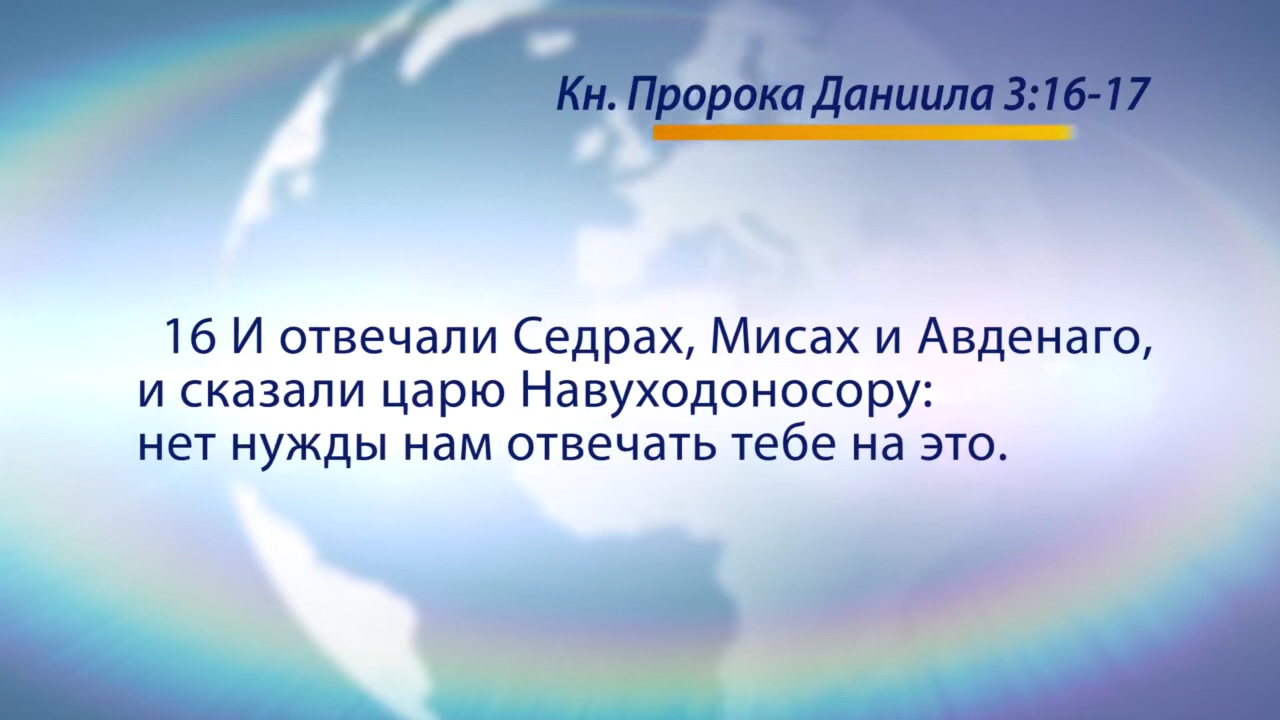 Кн. Пророка Даниила 3:16-17
16 И отвечали Седрах, Мисах и Авденаго,
и сказали царю Навуходоносору:
нет нужды нам отвечать тебе на это.